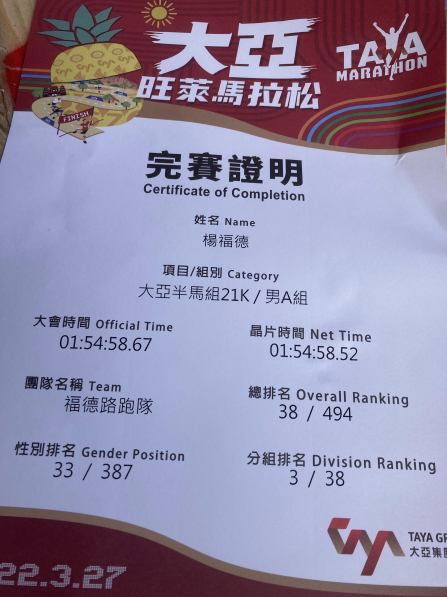 大亞
旺萊馬拉松
TAYA
MARATHON
FINISH
完賽證明
Certificate of Completion
姓名 Name
楊福德
項目/組別 Category
大亞半馬組21K / 男A組
大會時間 Official Time
01:54:58.67
晶片時間 Net Time
01:54:58.52
團隊名稱 Team
福德路跑隊
總排名 Overall Ranking
38 / 494
性別排名 Gender Position
33 / 387
分組排名 Division Ranking
3 / 38
TAYA GR
大亞集團
22.3.27